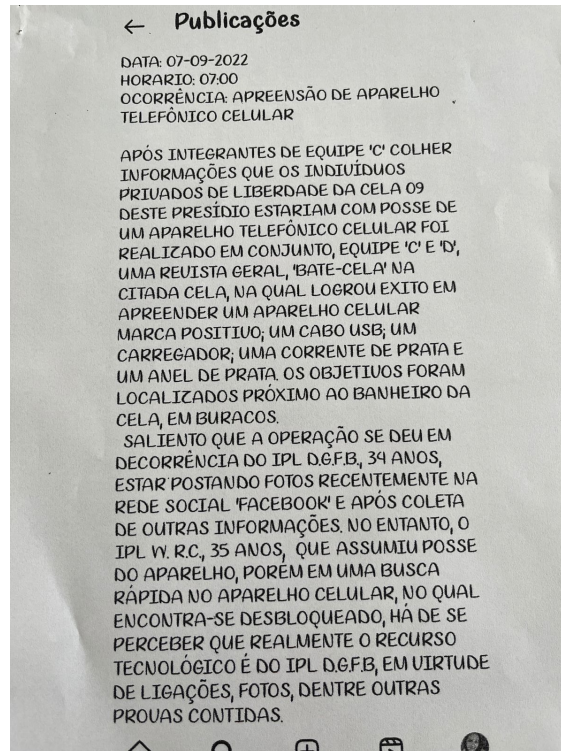 ← Publicações
DATA: 07-09-2022
HORARIO: 07:00
OCORRÊNCIA: APREENSÃO DE APARELHO
TELEFÔNICO CELULAR
APÓS INTEGRANTES DE EQUIPE 'C' COLHER
INFORMAÇÕES QUE OS INDIVÍDUOS
PRIVADOS DE LIBERDADE DA CELA 09
DESTE PRESÍDIO ESTARIAM COM POSSE DE
UM APARELHO TELEFÔNICO CELULAR FOI
REALIZADO EM CONJUNTO, EQUIPE 'C' E 'D',
UMA REVISTA GERAL, 'BATE-CELA' NA
CITADA CELA, NA QUAL LOGROU EXITO EM
APREENDER UM APARELHO CELULAR
MARCA POSITIVO; UM CABO USB; UM
CARREGADOR; UMA CORRENTE DE PRATA E
UM ANEL DE PRATA. OS OBJETIVOS FORAM
LOCALIZADOS PRÓXIMO AO BANHEIRO DA
CELA, EM BURACOS.
SALIENTO QUE A OPERAÇÃO SE DEU EM
DECORRÊNCIA DO IPL D.G.F.B., 34 ANOS,
ESTAR POSTANDO FOTOS RECENTEMENTE NA
REDE SOCIAL 'FACEBOOK' E APÓS COLETA
DE OUTRAS INFORMAÇÕES. NO ENTANTO, O
IPL W. R.C., 35 ANOS, QUE ASSUMIU POSSE
DO APARELHO, PORÉM EM UMA BUSCA
RÁPIDA NO APARELHO CELULAR, NO QUAL
ENCONTRA-SE DESBLOQUEADO, HÁ DE SE
PERCEBER QUE REALMENTE O RECURSO
TECNOLÓGICO É DO IPL D.G.F.B, EM VIRTUDE
DE LIGAÇÕES, FOTOS, DENTRE OUTRAS
PROVAS CONTIDAS.